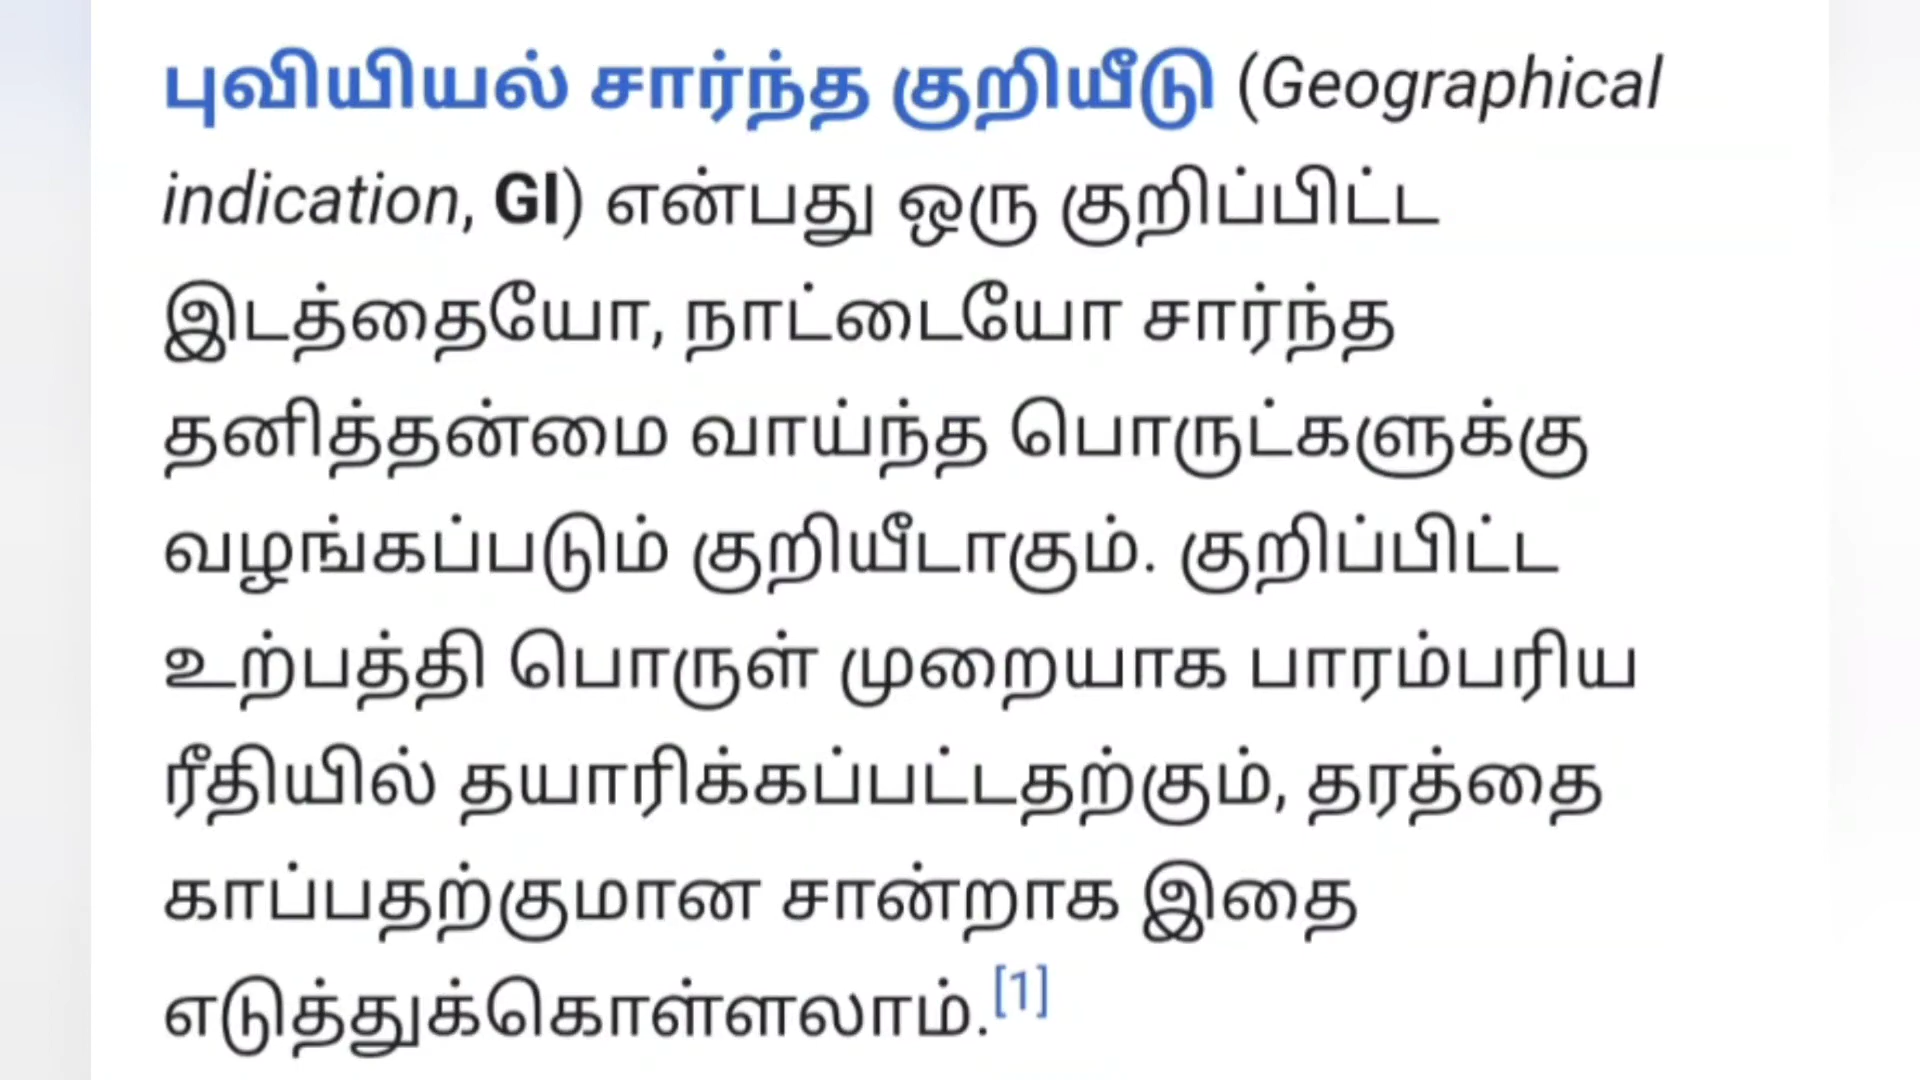 புவியியல் சார்ந்த குறியீடு (Geographical
indication, GI) என்பது ஒரு குறிப்பிட்ட
இடத்தையோ, நாட்டையோ சார்ந்த
தனித்தன்மை வாய்ந்த பொருட்களுக்கு
வழங்கப்படும் குறியீடாகும். குறிப்பிட்ட
உற்பத்தி பொருள் முறையாக பாரம்பரிய
ரீதியில் தயாரிக்கப்பட்டதற்கும், தரத்தை
காப்பதற்குமான சான்றாக இதை
எடுத்துக்கொள்ளலாம்.[1]